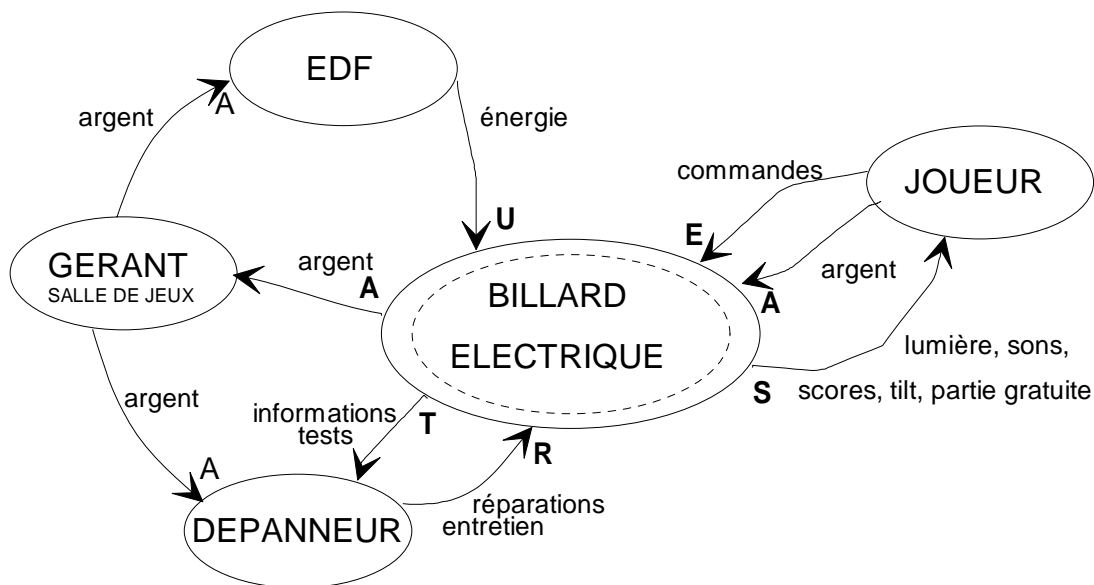 EDF
argent
A
énergie
commandes
JOUEUR
U
E
GERANT
SALLE DE JEUX
argent
A
BILLARD
ELECTRIQUE
argent
A
lumière, sons,
S
scores, tilt, partie gratuite
argent
informations
tests
T
R
A
réparations
entretien
DEPANNEUR